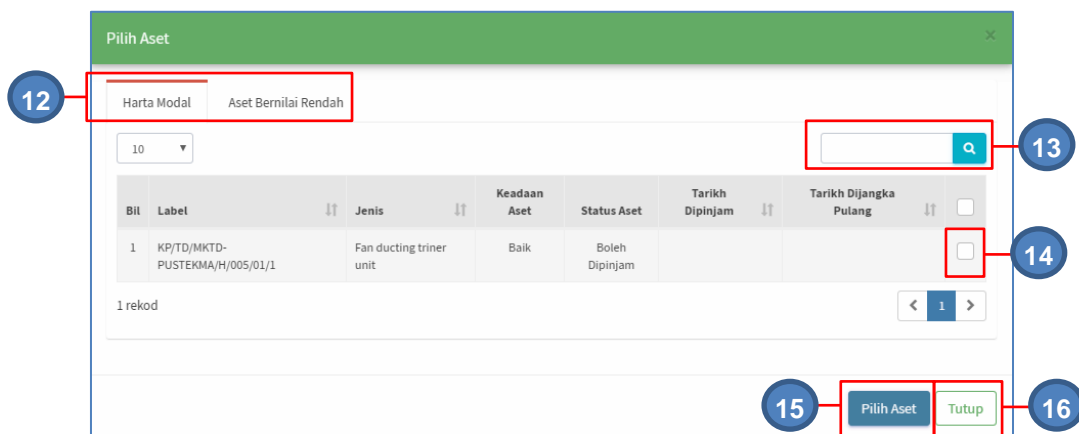 Pilih Aset ×
12 Harta Modal Aset Bernilai Rendah
10 13
Keadaan Tarikh Tarikh Dijangka
Bil Label Jenis Aset Status Aset Dipinjam Pulang
1 KP/TD/MKTD- Fan ducting triner Baik Boleh 14
PUSTEKMA/H/005/01/1 unit Dipinjam
1 rekod < 1 >
15 Pilih Aset Tutup 16